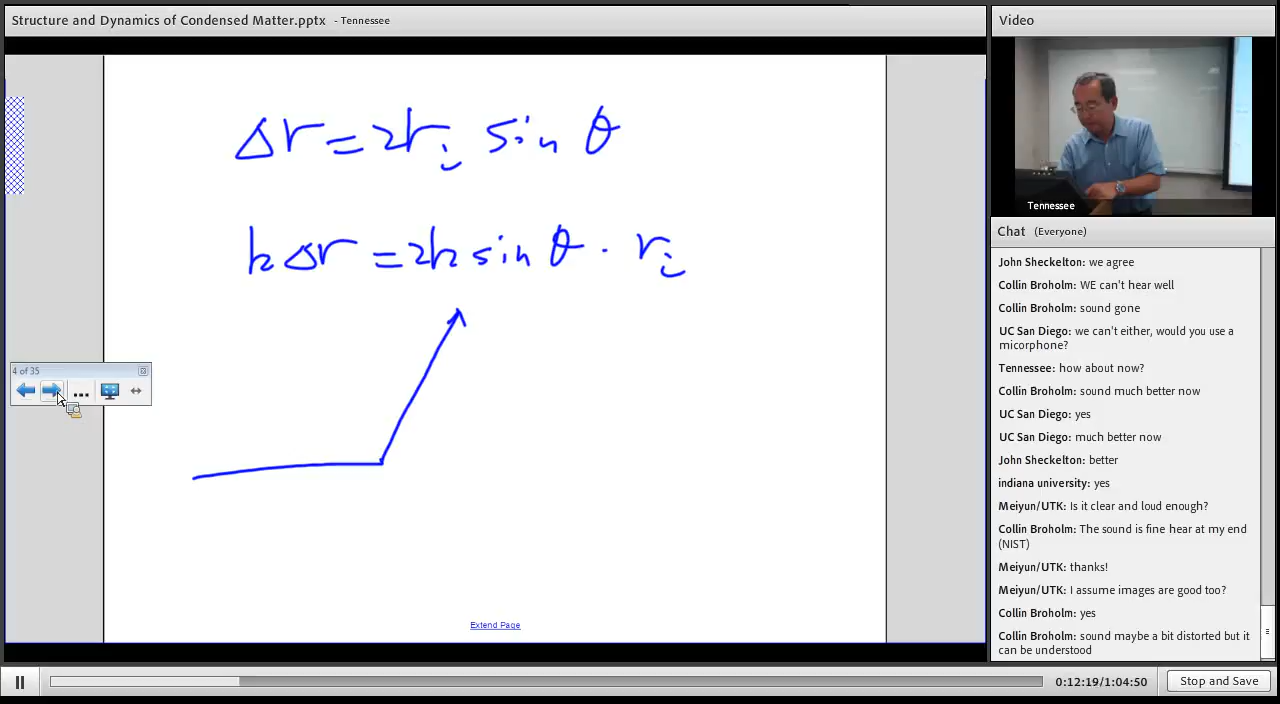 Structure and Dynamics of Condensed Matter.pptx - Tennessee
Δr = 2rᵢ sin θ
kΔr = 2k sin θ · rᵢ
4 of 35
...
Extend Page
Video
Tennessee
Chat (Everyone)
John Sheckelton: we agree
Collin Broholm: WE can't hear well
Collin Broholm: sound gone
UC San Diego: we can't either, would you use a
micorphone?
Tennessee: how about now?
Collin Broholm: sound much better now
UC San Diego: yes
UC San Diego: much better now
John Sheckelton: better
indiana university: yes
Meiyun/UTK: Is it clear and loud enough?
Collin Broholm: The sound is fine hear at my end
(NIST)
Meiyun/UTK: thanks!
Meiyun/UTK: I assume images are good too?
Collin Broholm: yes
Collin Broholm: sound maybe a bit distorted but it
can be understood
0:12:19/1:04:50
Stop and Save